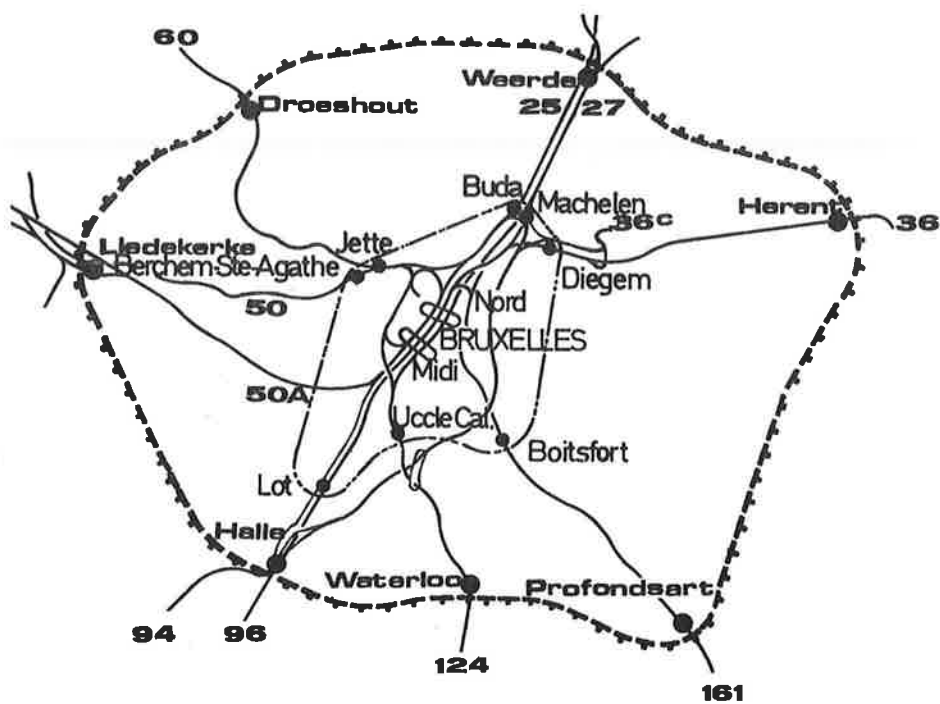 60
Weerde
Droeshout
25 27
Buda
Machelen
Herent
36c
36
Jette
Liedekerke
Berchem-Ste-Agathe
Diegem
50
Nord
BRUXELLES
Midi
50A
Uccle Cal.
Boitsfort
Lot
Halle
Waterloo
Profondsart
94
96
124
161